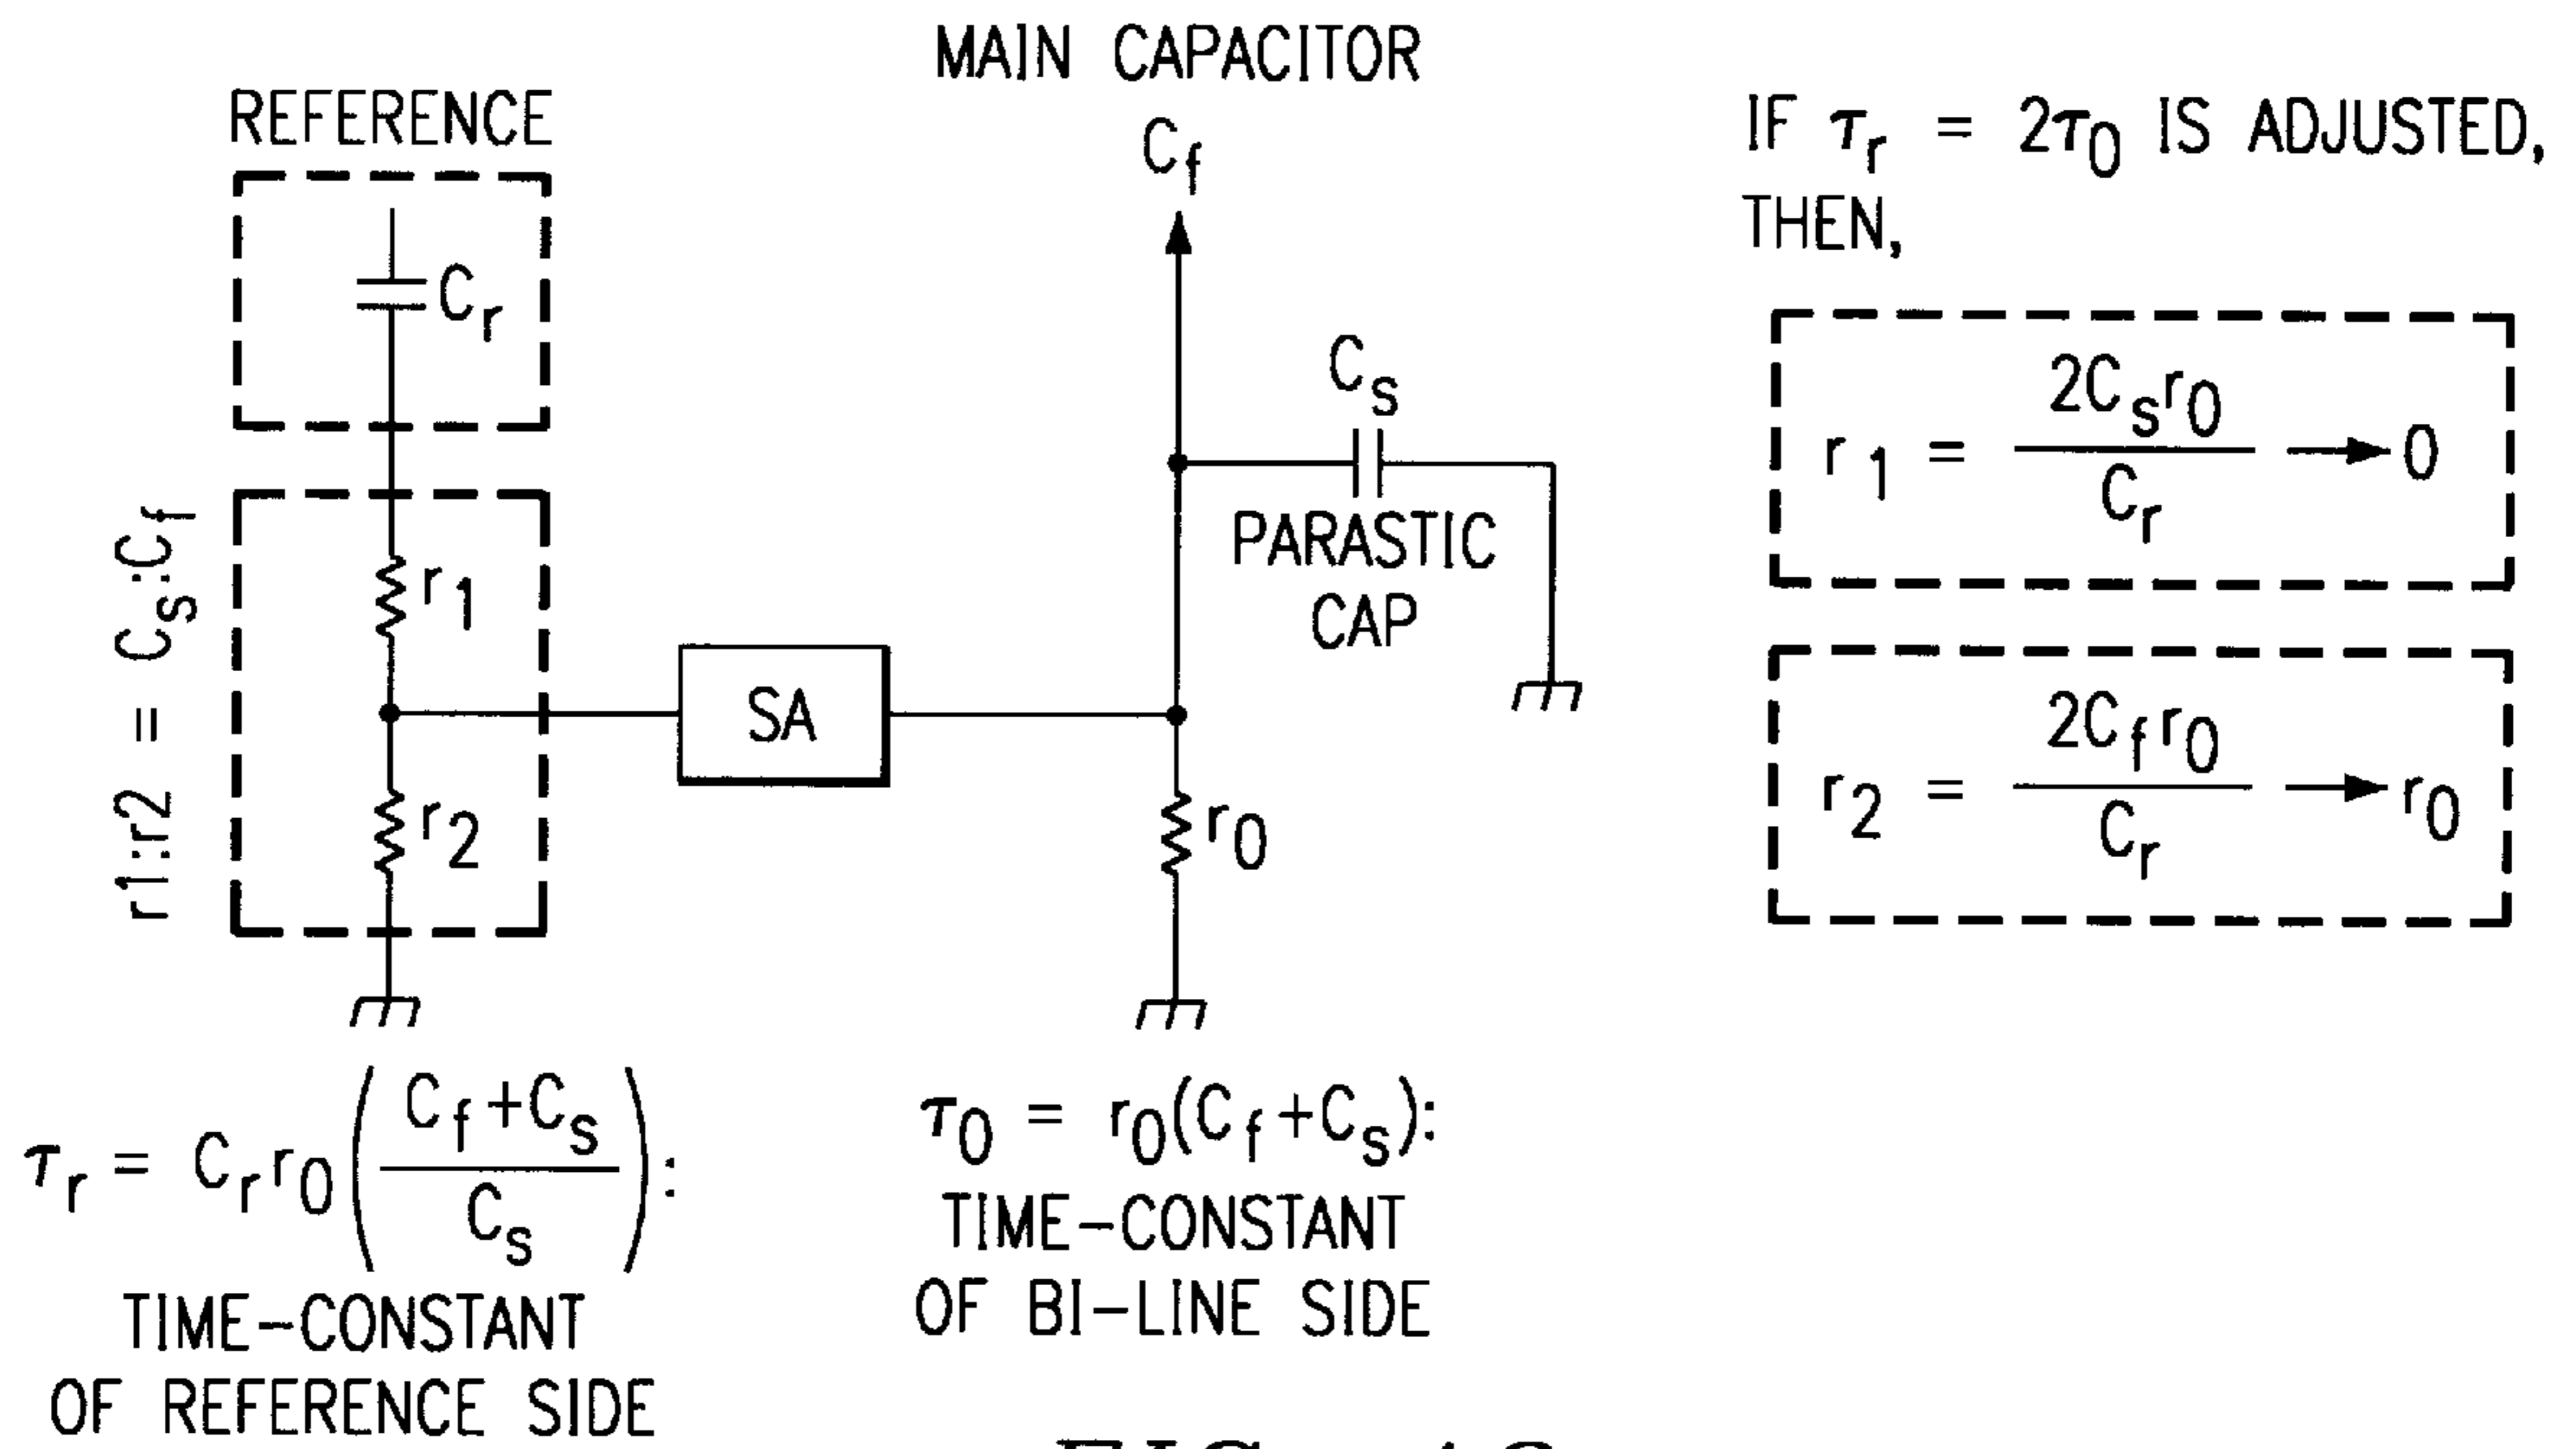 MAIN CAPACITOR
C_f
REFERENCE
C_r
r1:r2 = C_s:C_f
r_1
r_2
SA
C_s
PARASTIC
CAP
r_0
IF τ_r = 2τ_0 IS ADJUSTED,
THEN,
r_1 = 2C_s r_0 / C_r → 0
r_2 = 2C_f r_0 / C_r → r_0
τ_r = C_r r_0 ( C_f+C_s / C_s ):
TIME-CONSTANT
OF REFERENCE SIDE
τ_0 = r_0(C_f+C_s):
TIME-CONSTANT
OF BI-LINE SIDE